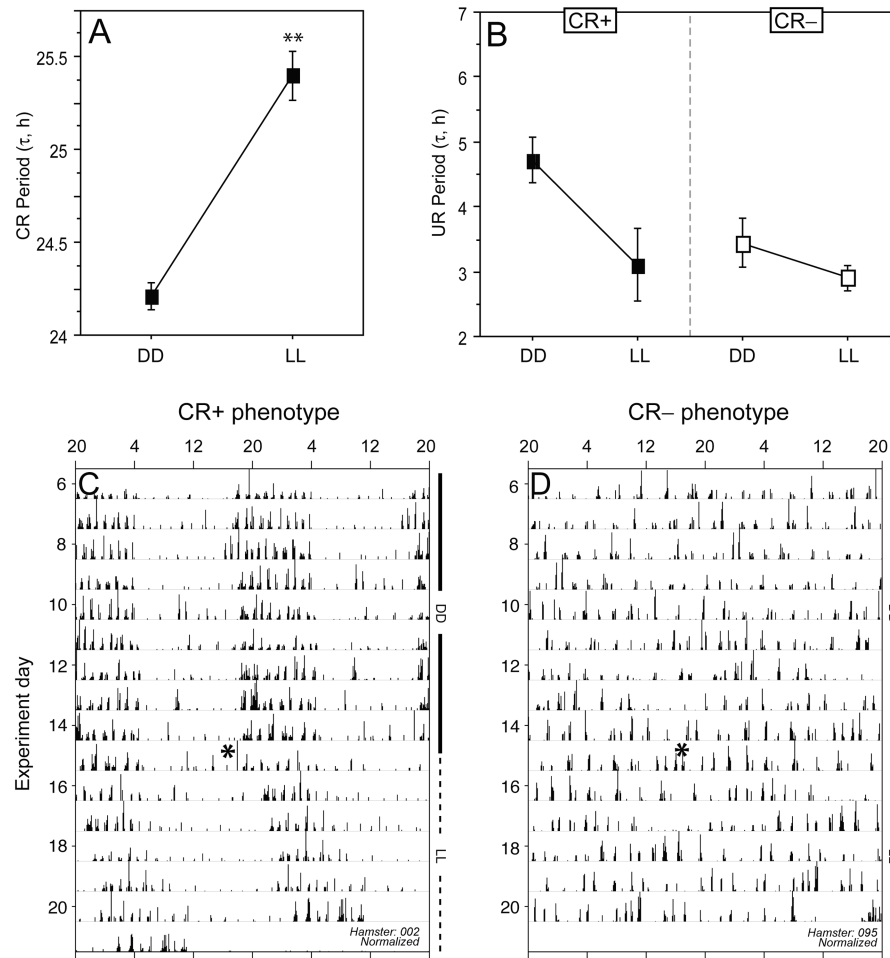 A
**
CR Period (τ, h)
25.5
25
24.5
24
DD
LL
B
CR+
CR−
UR Period (τ, h)
7
6
5
4
3
2
DD
LL
DD
LL
CR+ phenotype
20 4 12 20 4 12 20
C
Experiment day
6
8
10
12
14
16
18
20
*
DD
LL
Hamster: 002
Normalized
CR− phenotype
20 4 12 20 4 12 20
D
6
8
10
12
14
16
18
20
*
Hamster: 095
Normalized